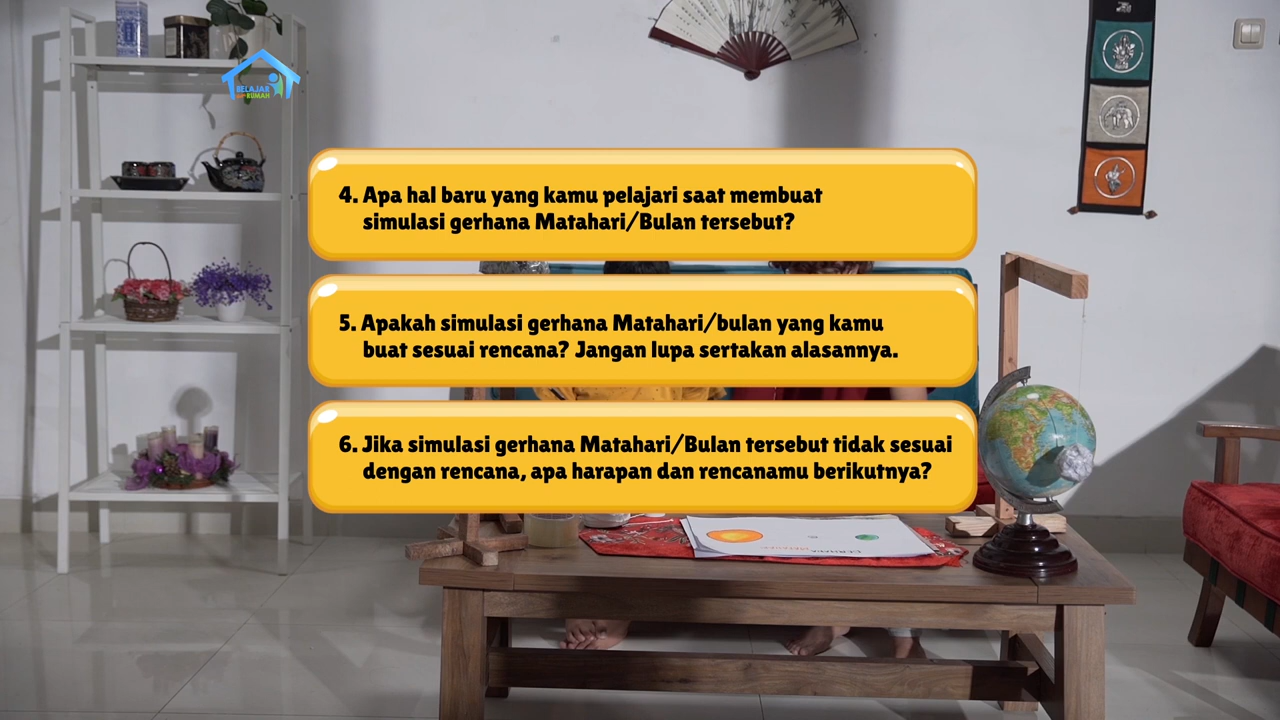 BELAJAR
RUMAH
4. Apa hal baru yang kamu pelajari saat membuat
simulasi gerhana Matahari/Bulan tersebut?
5. Apakah simulasi gerhana Matahari/bulan yang kamu
buat sesuai rencana? Jangan lupa sertakan alasannya.
6. Jika simulasi gerhana Matahari/Bulan tersebut tidak sesuai
dengan rencana, apa harapan dan rencanamu berikutnya?